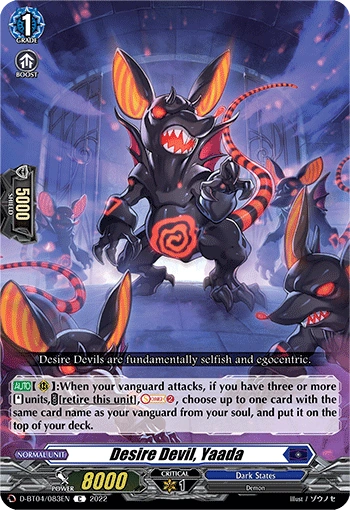 1
GRADE
BOOST
5000
SHIELD
Desire Devils are fundamentally selfish and egocentric.
AUTO【 】:When your vanguard attacks, if you have three or more
units, [retire this unit], 2, choose up to one card with the
same card name as your vanguard from your soul, and put it on
the top of your deck.
NORMAL UNIT
Desire Devil, Yaada
POWER 8000
CRITICAL
1
Dark States
Demon
D-BT04/083EN C 2022
Illust / ゾウノセ